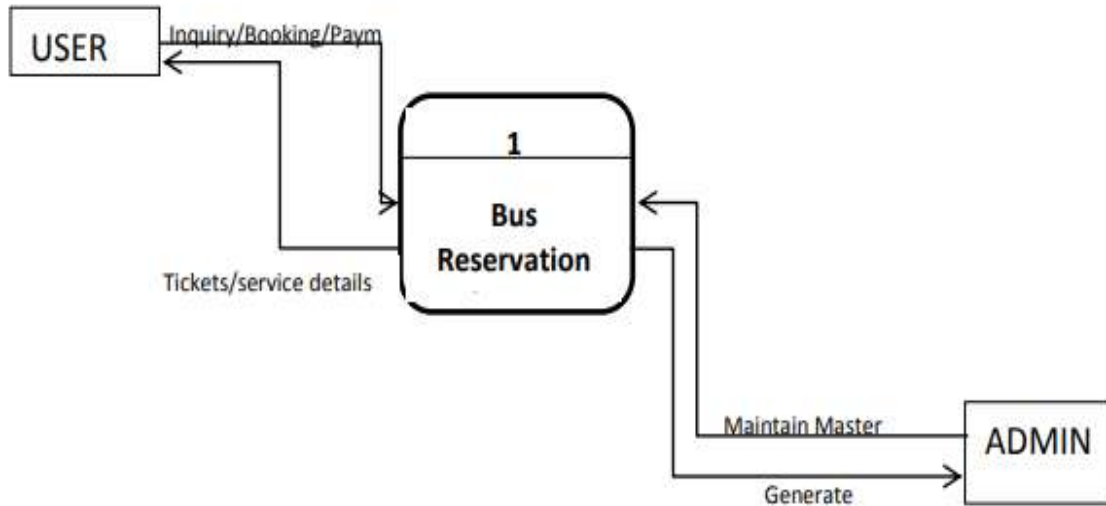 USER
Inquiry/Booking/Paym
1
Bus
Reservation
Tickets/service details
Maintain Master
ADMIN
Generate